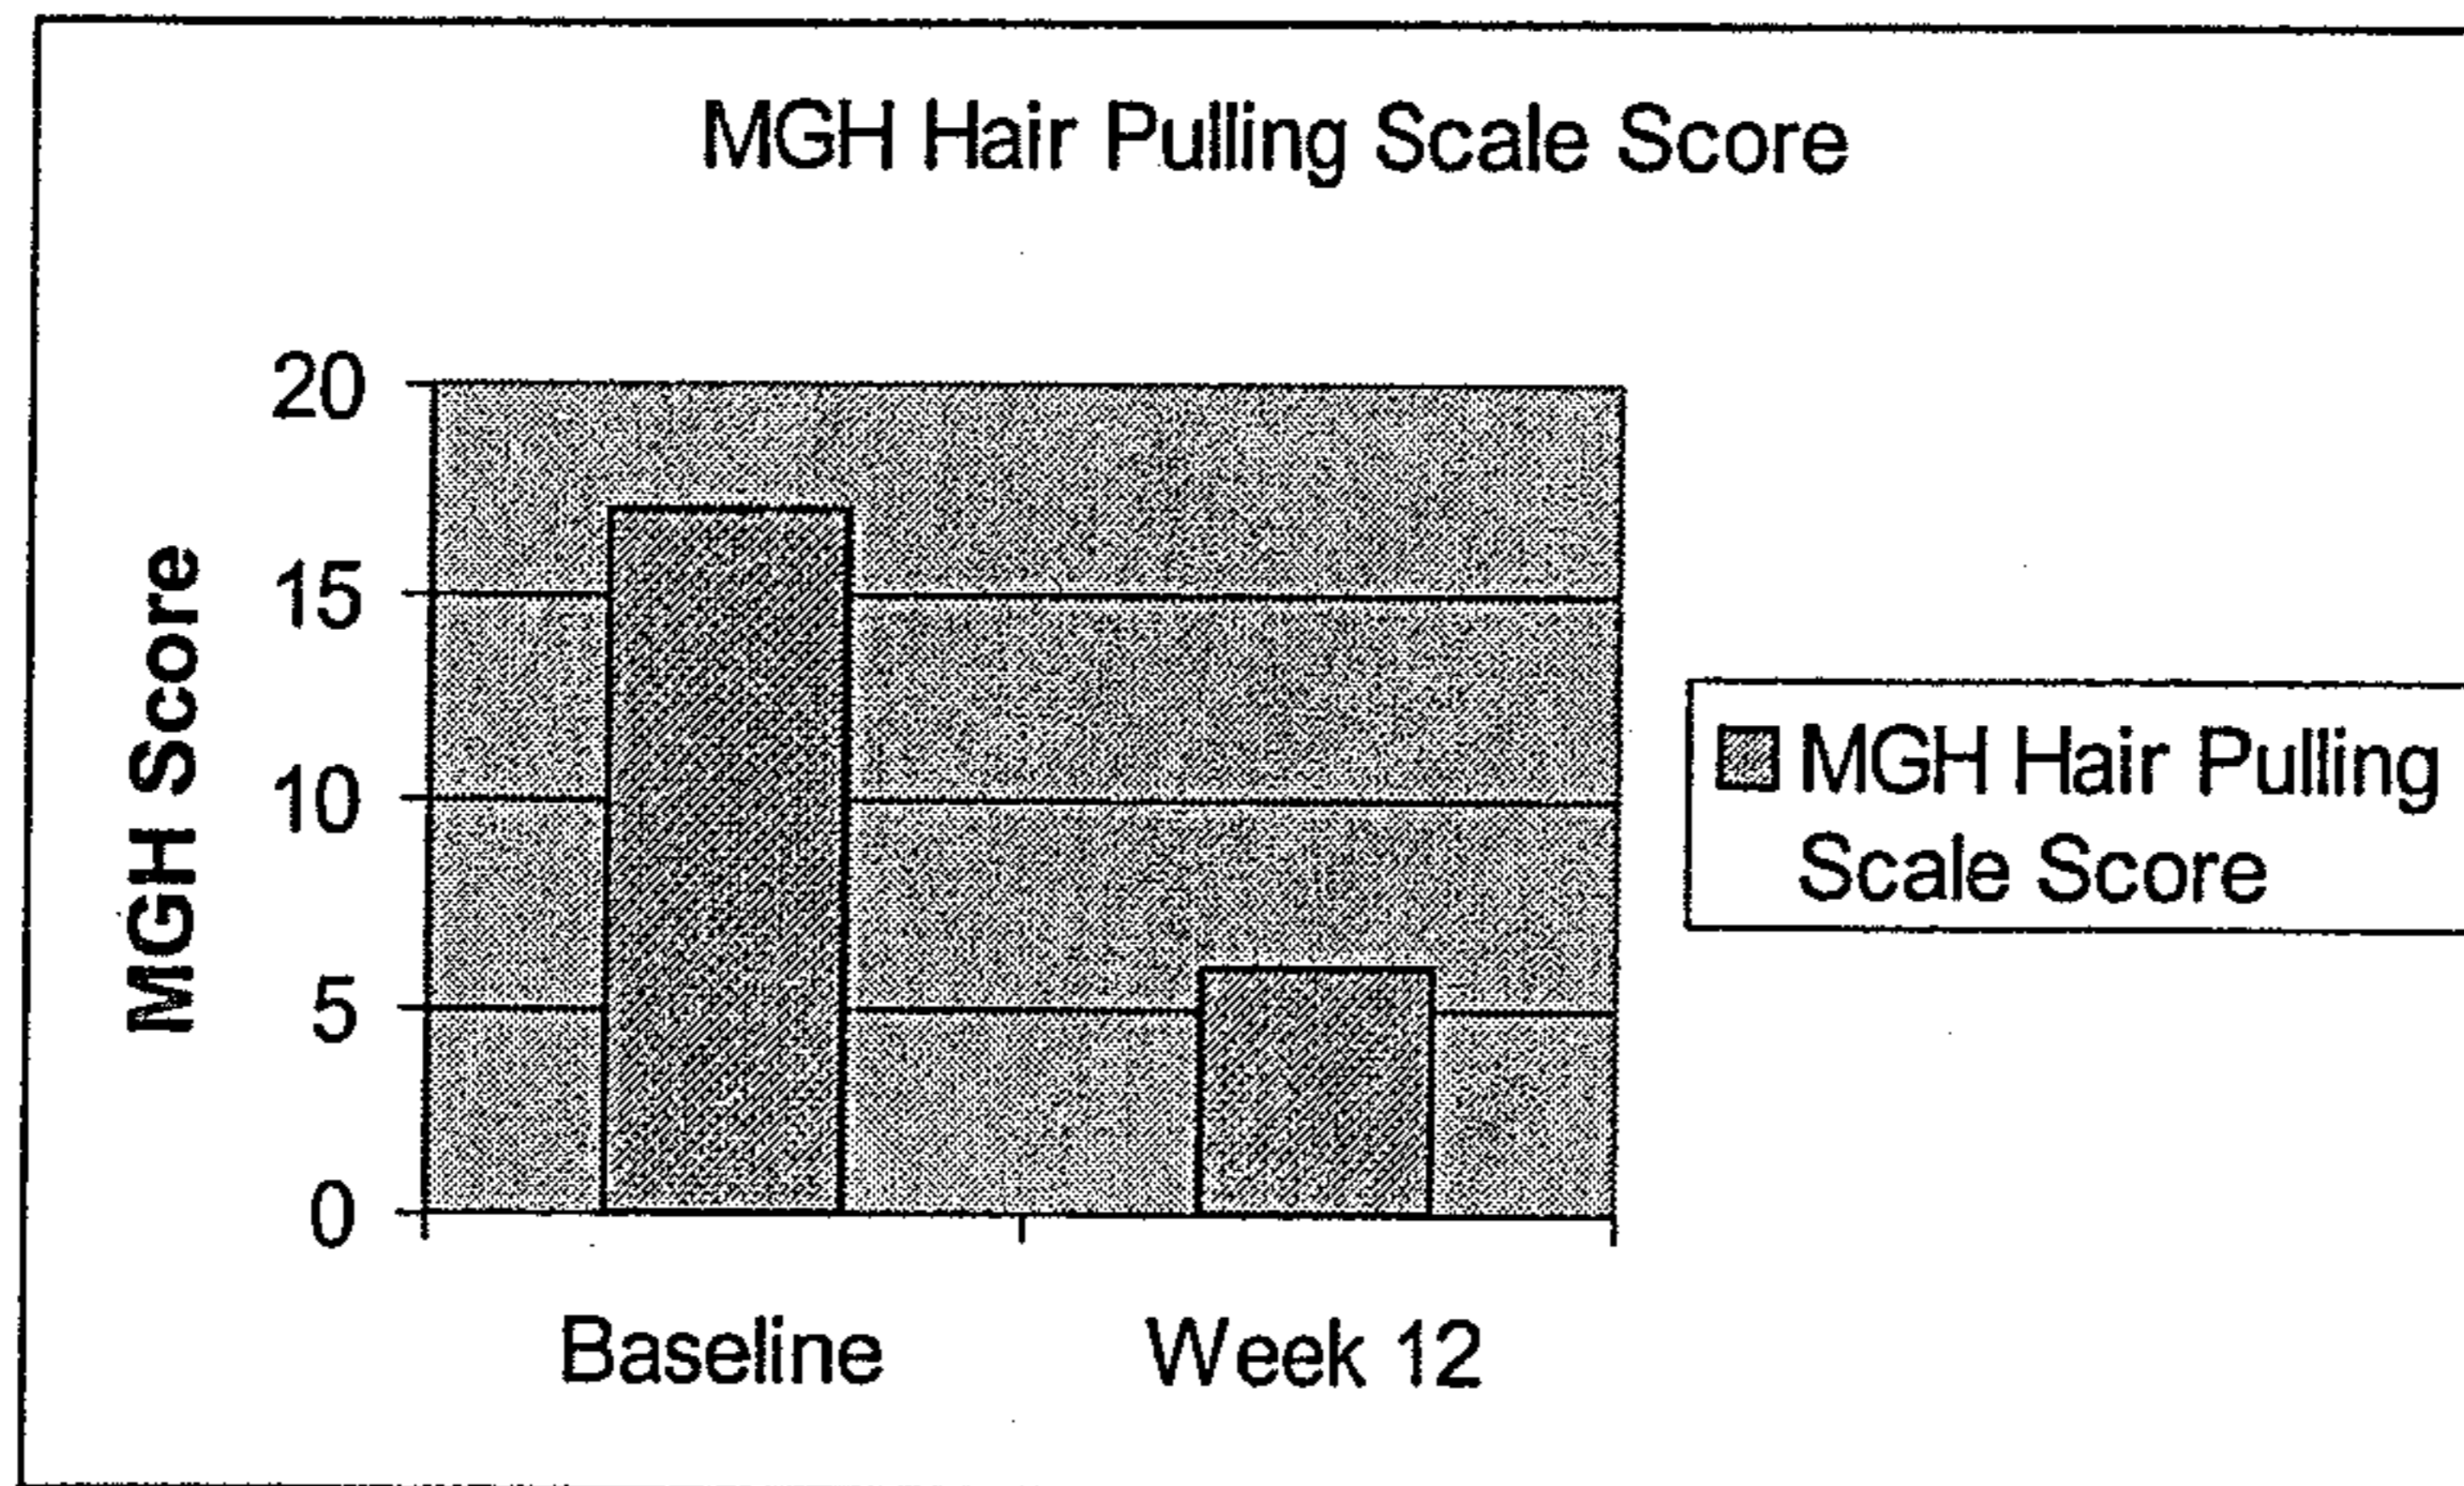 MGH Hair Pulling Scale Score
MGH Score
20
15
10
5
0
Baseline
Week 12
MGH Hair Pulling
Scale Score